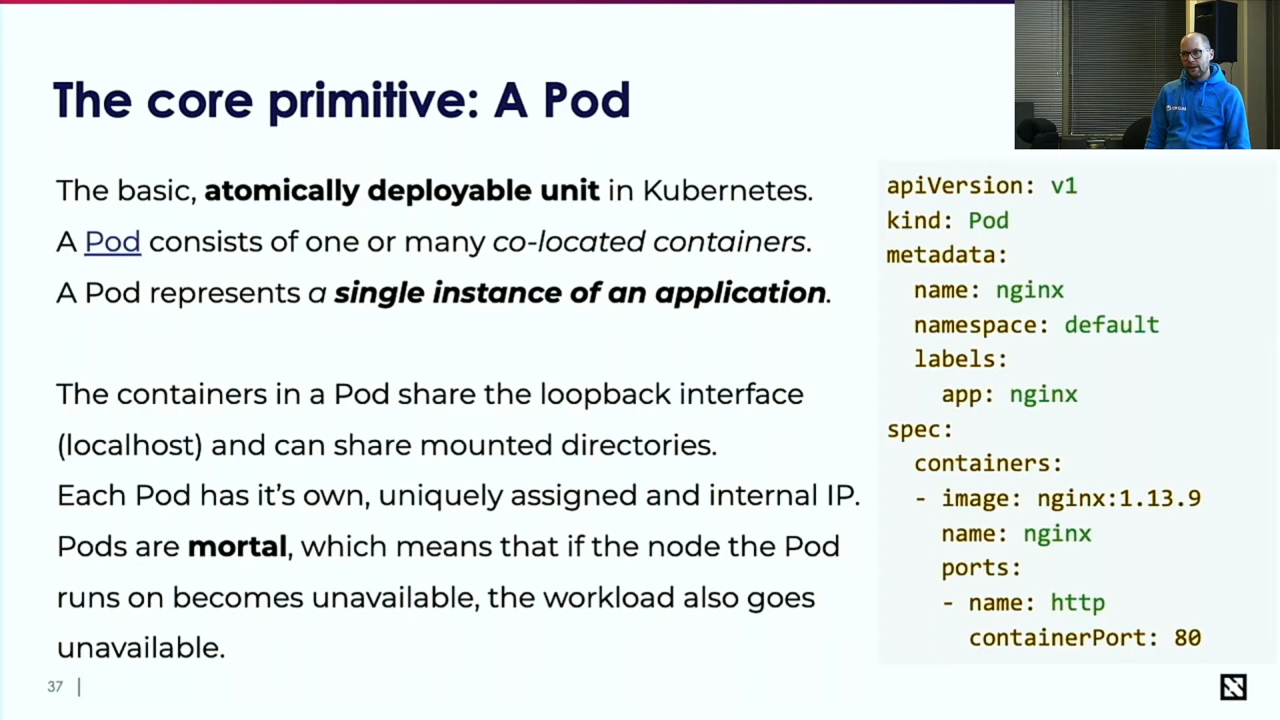 The core primitive: A Pod
The basic, atomically deployable unit in Kubernetes.
A Pod consists of one or many co-located containers.
A Pod represents a single instance of an application.
The containers in a Pod share the loopback interface
(localhost) and can share mounted directories.
Each Pod has it’s own, uniquely assigned and internal IP.
Pods are mortal, which means that if the node the Pod
runs on becomes unavailable, the workload also goes
unavailable.
apiVersion: v1
kind: Pod
metadata:
  name: nginx
  namespace: default
  labels:
    app: nginx
spec:
  containers:
  - image: nginx:1.13.9
    name: nginx
    ports:
    - name: http
      containerPort: 80
37 |